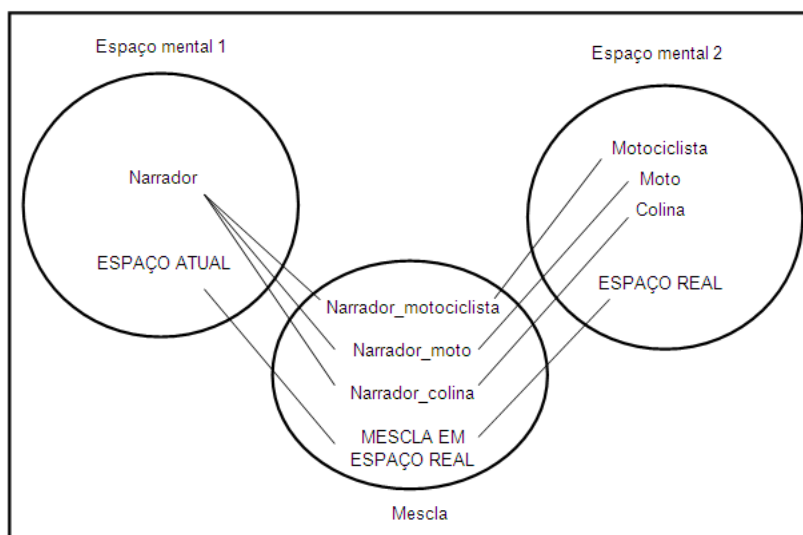 Espaço mental 1
Espaço mental 2
Narrador
ESPAÇO ATUAL
Motociclista
Moto
Colina
ESPAÇO REAL
Narrador_motociclista
Narrador_moto
Narrador_colina
MESCLA EM
ESPAÇO REAL
Mescla